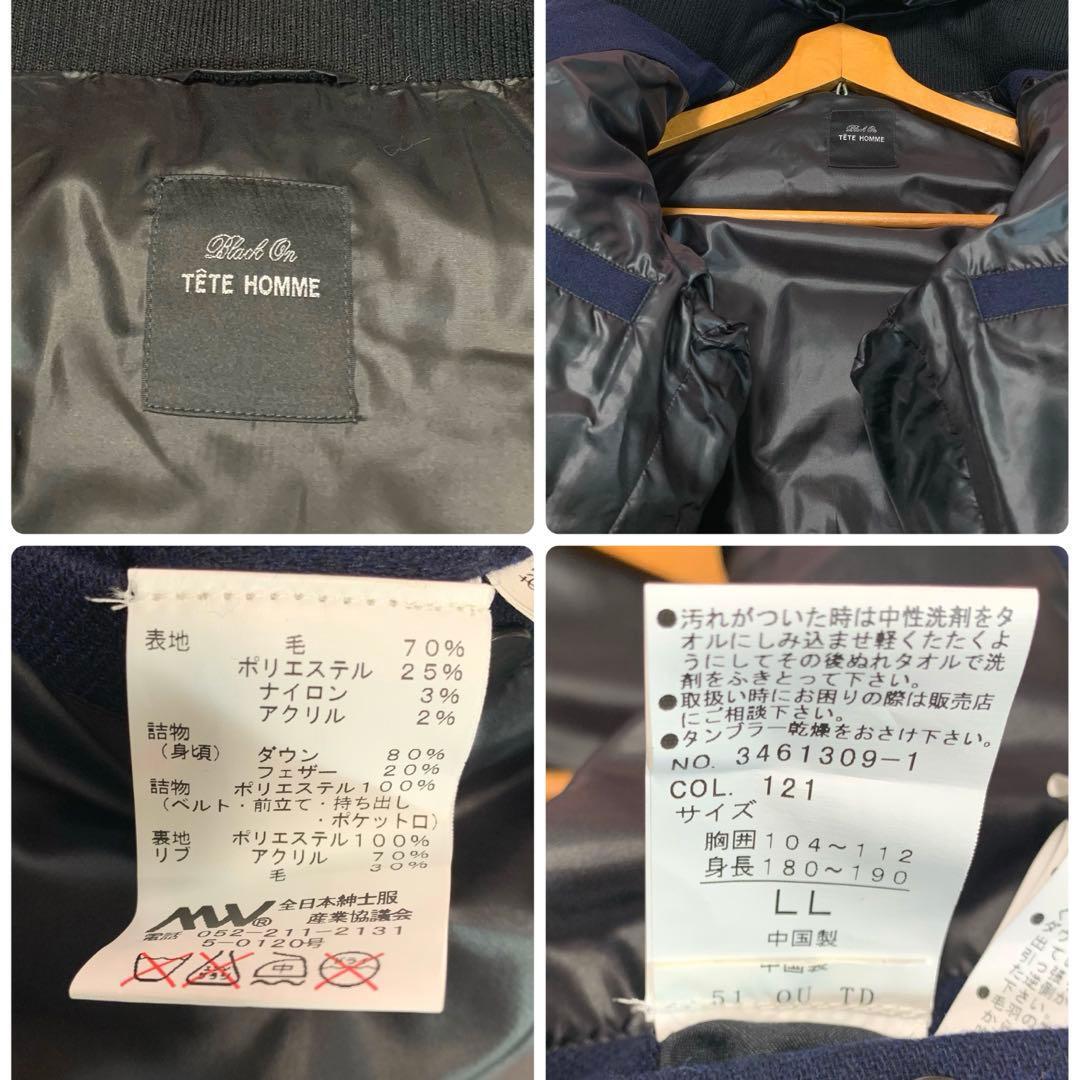 Black On
TÊTE HOMME
Black On
TÊTE HOMME
表地 毛 70%
ポリエステル 25%
ナイロン 3%
アクリル 2%
詰物
(身頃) ダウン 80%
フェザー 20%
詰物 ポリエステル100%
(ベルト・前立て・持ち出し
・ポケット口)
裏地 ポリエステル100%
リブ アクリル 70%
毛 30%
MV® 全日本紳士服
産業協議会
電話 052-211-2131
5-0120号
中
●汚れがついた時は中性洗剤をタ
オルにしみ込ませ軽くたたくよ
うにしてその後ぬれタオルで洗
剤をふきとって下さい。
●取扱い時にお困りの際は販売店
にご相談下さい。
●タンブラー乾燥をおさけ下さい。
NO. 3461309-1
COL. 121
サイズ
胸囲 104~112
身長 180~190
LL
中国製
51 OU TD